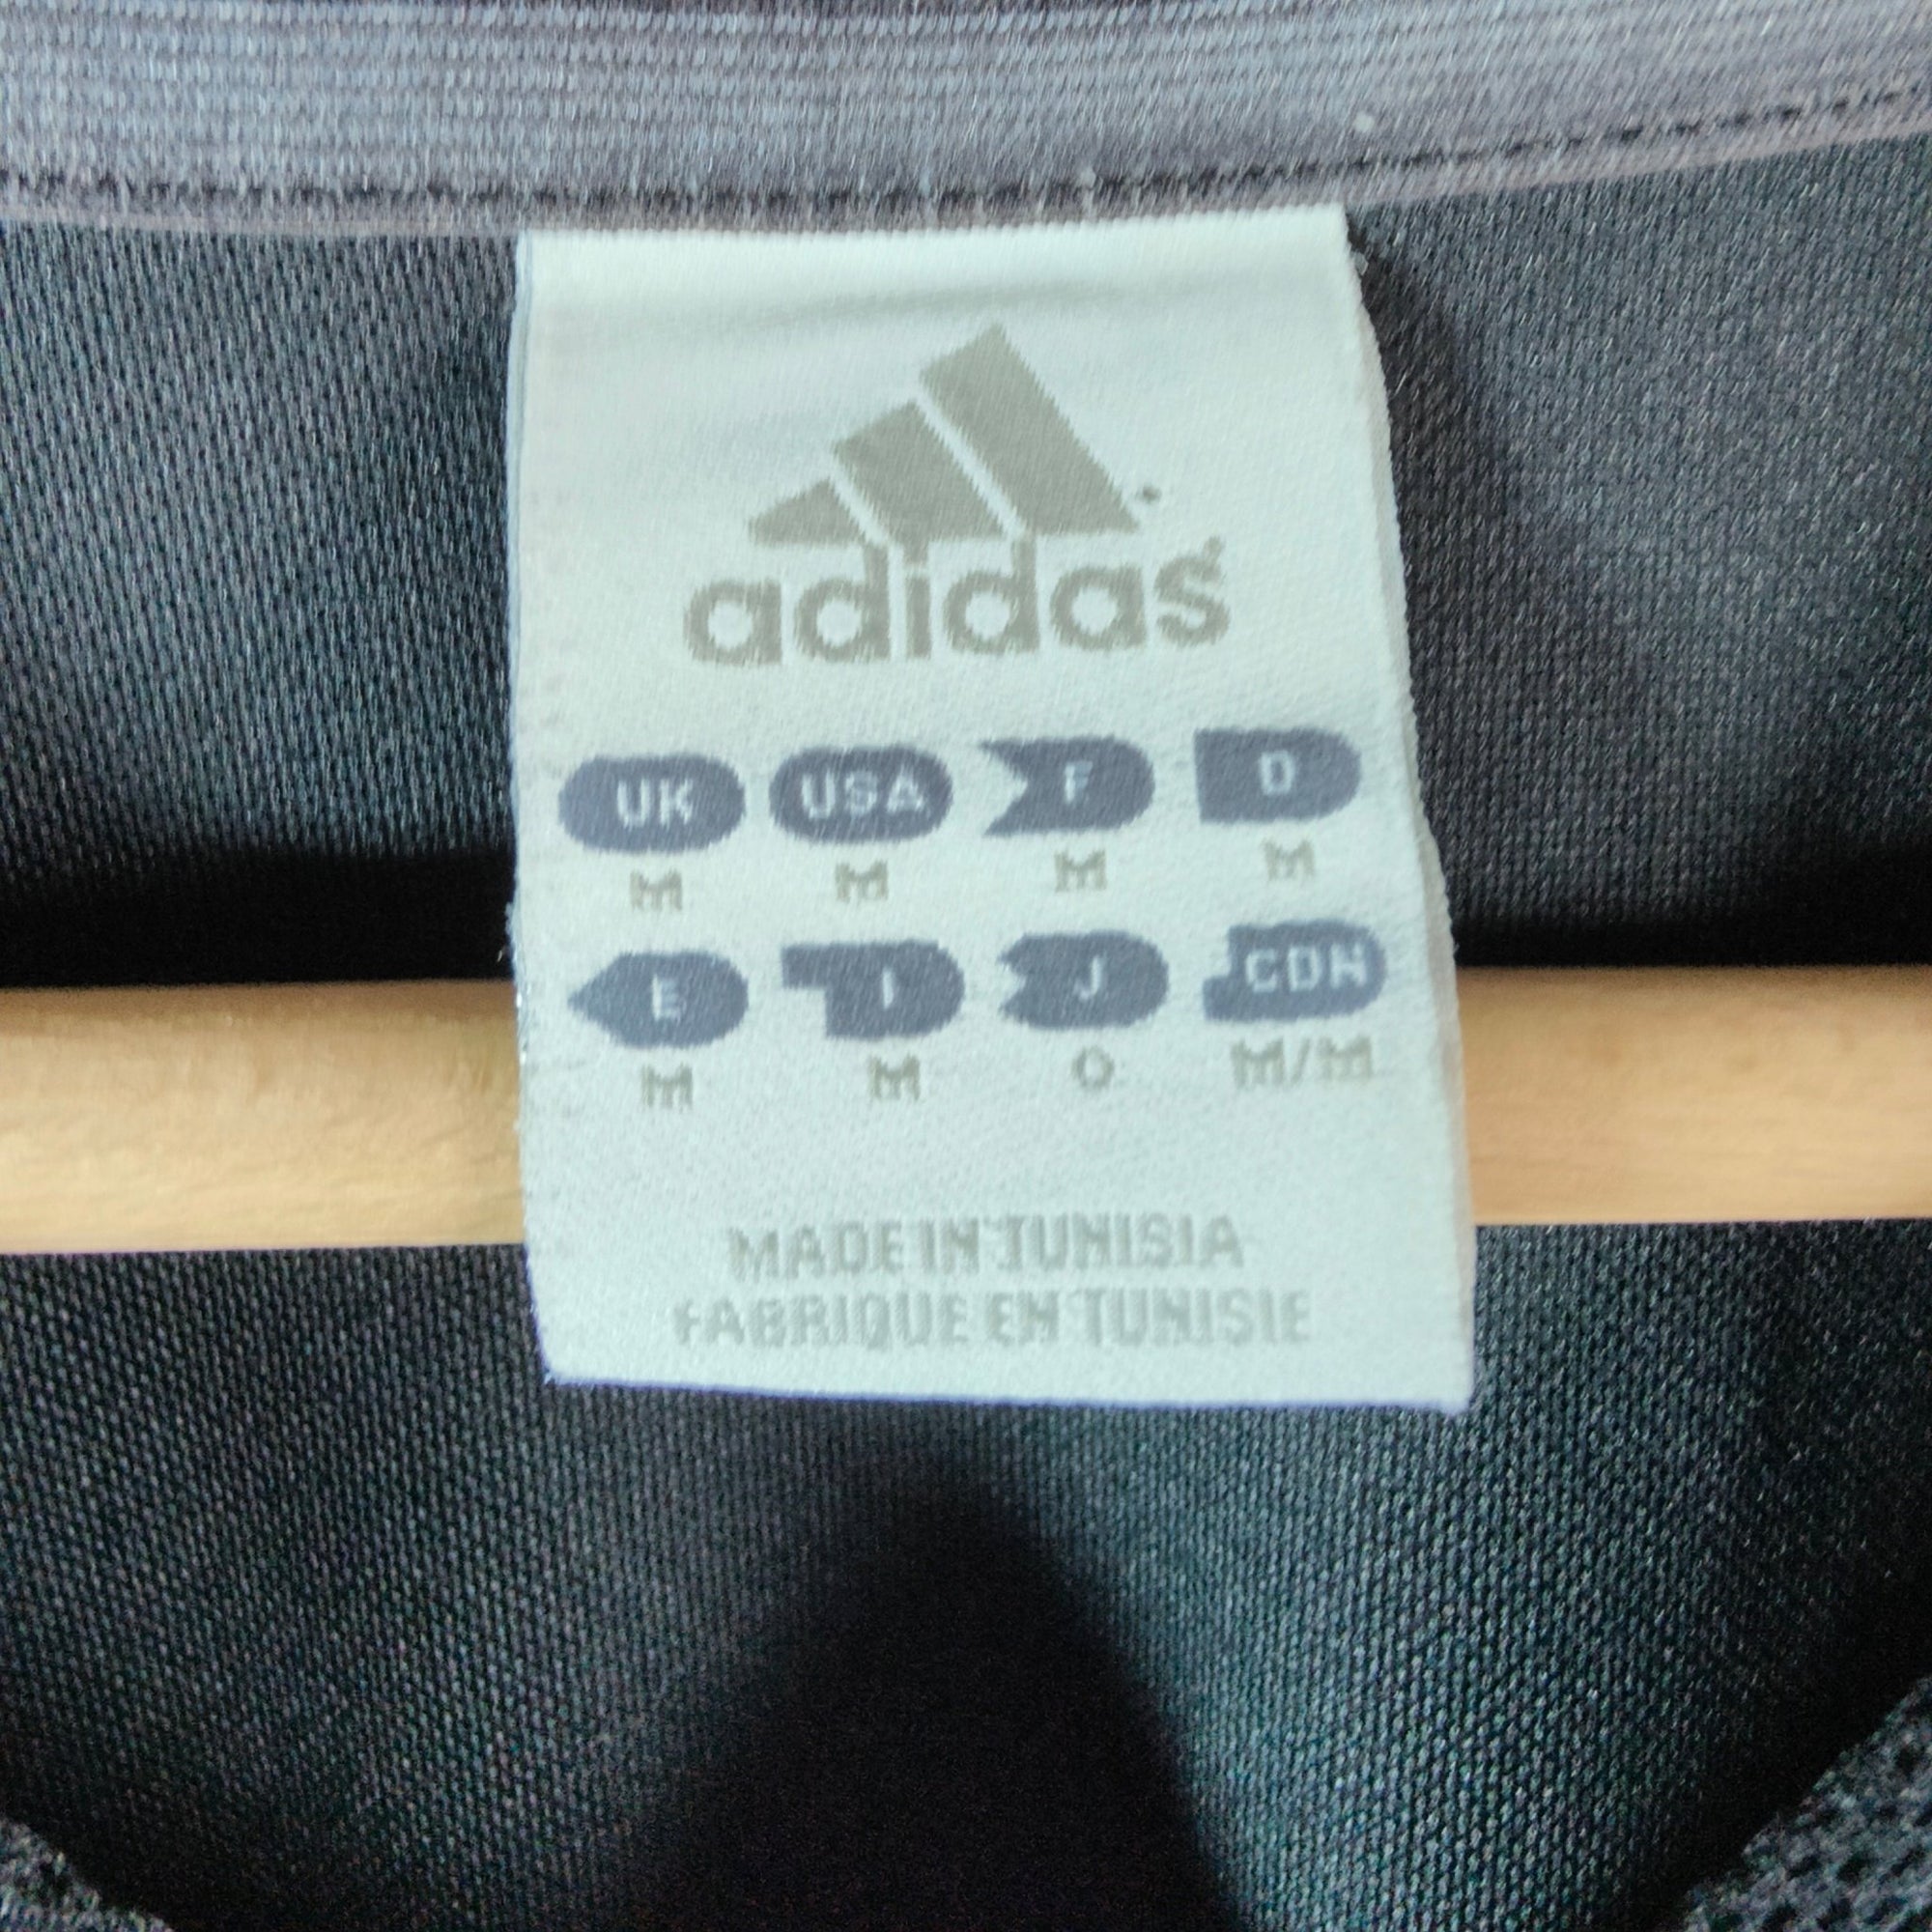 adidas
UK USA F D
M M M M
E I J CDN
M M O M/M
MADE IN TUNISIA
FABRIQUE EN TUNISIE